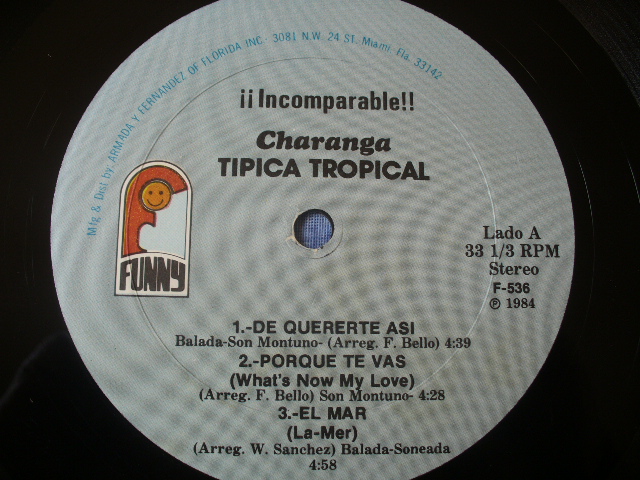 Mfg & Dist by. ARMADA Y FERNANDEZ OF FLORIDA INC· 3081 N.W. 24 ST. Miami, Fla. 33142
¡¡Incomparable!!
Charanga
TIPICA TROPICAL
FUNNY
Lado A
33 1/3 RPM
Stereo
F-536
℗ 1984
1.-DE QUERERTE ASI
Balada-Son Montuno- (Arreg. F. Bello) 4:39
2.-PORQUE TE VAS
(What's Now My Love)
(Arreg. F. Bello) Son Montuno- 4:28
3.-EL MAR
(La-Mer)
(Arreg. W. Sanchez) Balada-Soneada
4:58